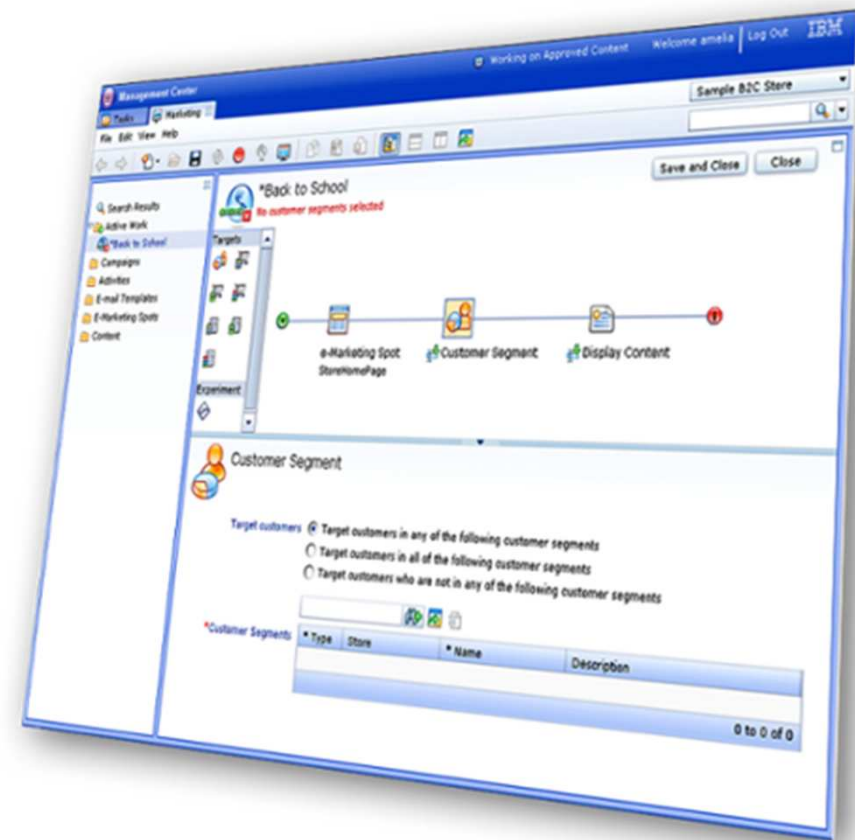 Management Center
Working on Approved Content
Welcome amelia
Log Out
IBM
Tasks
Marketing
Sample B2C Store
File Edit View Help
Save and Close
Close
Search Results
Active Work
*Back to School
Campaigns
Activities
E-mail Templates
E-Marketing Spots
Content
*Back to School
No customer segments selected
Targets
Experiment
e-Marketing Spot
StoreHomePage
Customer Segment
Display Content
Customer Segment
Target customers
Target customers in any of the following customer segments
Target customers in all of the following customer segments
Target customers who are not in any of the following customer segments
*Customer Segments
* Type
Store
* Name
Description
0 to 0 of 0